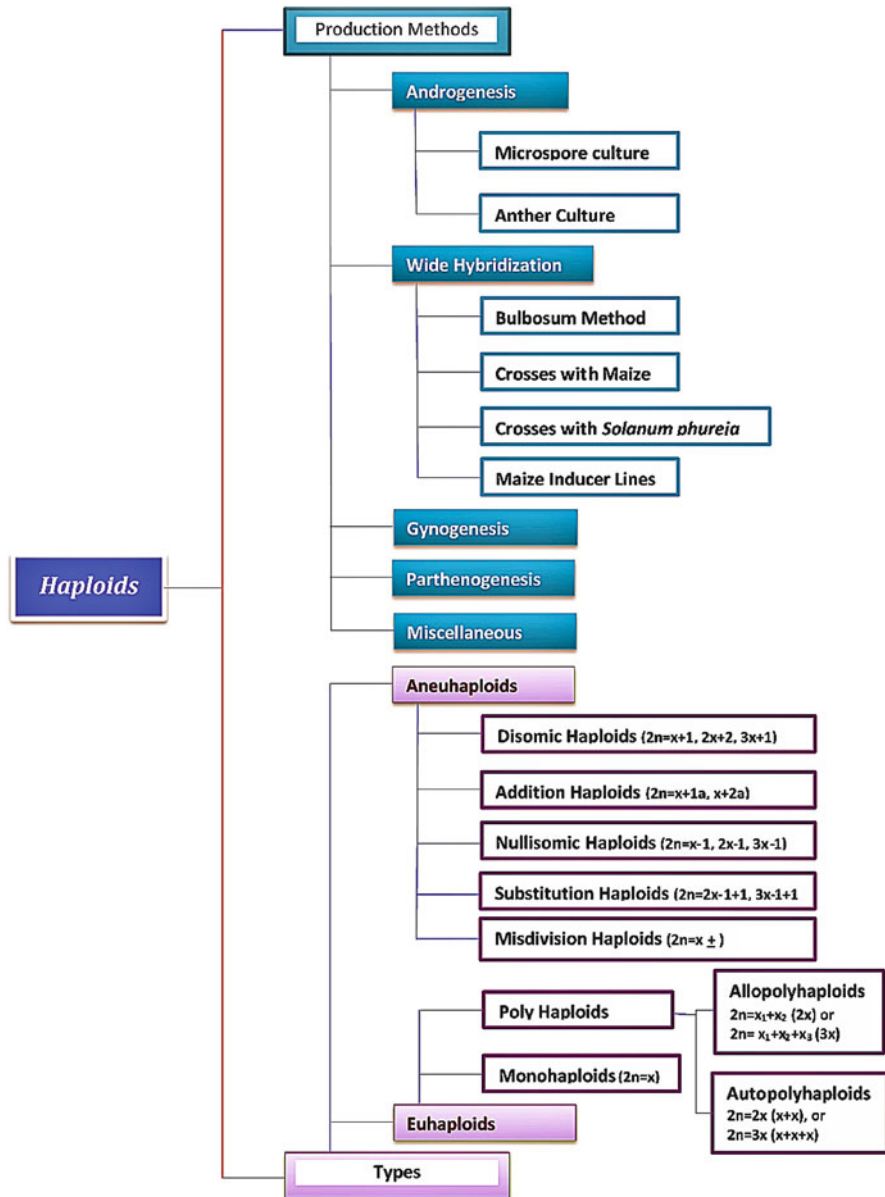 Production Methods
Androgenesis
Microspore culture
Anther Culture
Wide Hybridization
Bulbosum Method
Crosses with Maize
Crosses with Solanum phureja
Maize Inducer Lines
Gynogenesis
Haploids
Parthenogenesis
Miscellaneous
Aneuhaploids
Disomic Haploids (2n=x+1, 2x+2, 3x+1)
Addition Haploids (2n=x+1a, x+2a)
Nullisomic Haploids (2n=x-1, 2x-1, 3x-1)
Substitution Haploids (2n=2x-1+1, 3x-1+1
Misdivision Haploids (2n=x ± )
Poly Haploids
Allopolyhaploids
2n=x₁+x₂ (2x) or
2n= x₁+x₂+x₃ (3x)
Monohaploids (2n=x)
Autopolyhaploids
2n=2x (x+x), or
2n=3x (x+x+x)
Euhaploids
Types